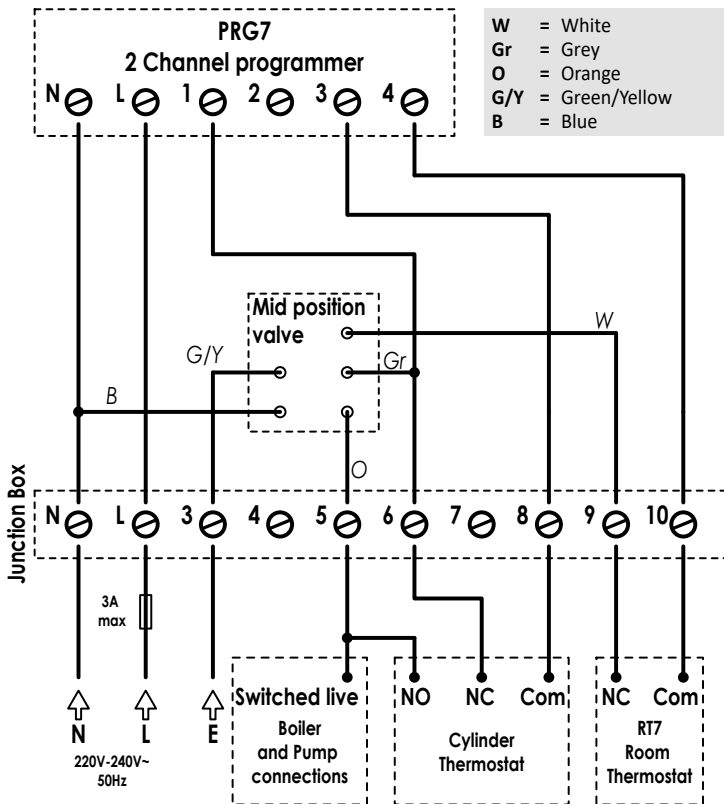 PRG7
2 Channel programmer
N L 1 2 3 4
W = White
Gr = Grey
O = Orange
G/Y = Green/Yellow
B = Blue
Mid position
valve
W
G/Y
Gr
B
O
Junction Box
N L 3 4 5 6 7 8 9 10
3A
max
N L E
220V-240V~
50Hz
Switched live
Boiler
and Pump
connections
NO NC Com
Cylinder
Thermostat
NC Com
RT7
Room
Thermostat